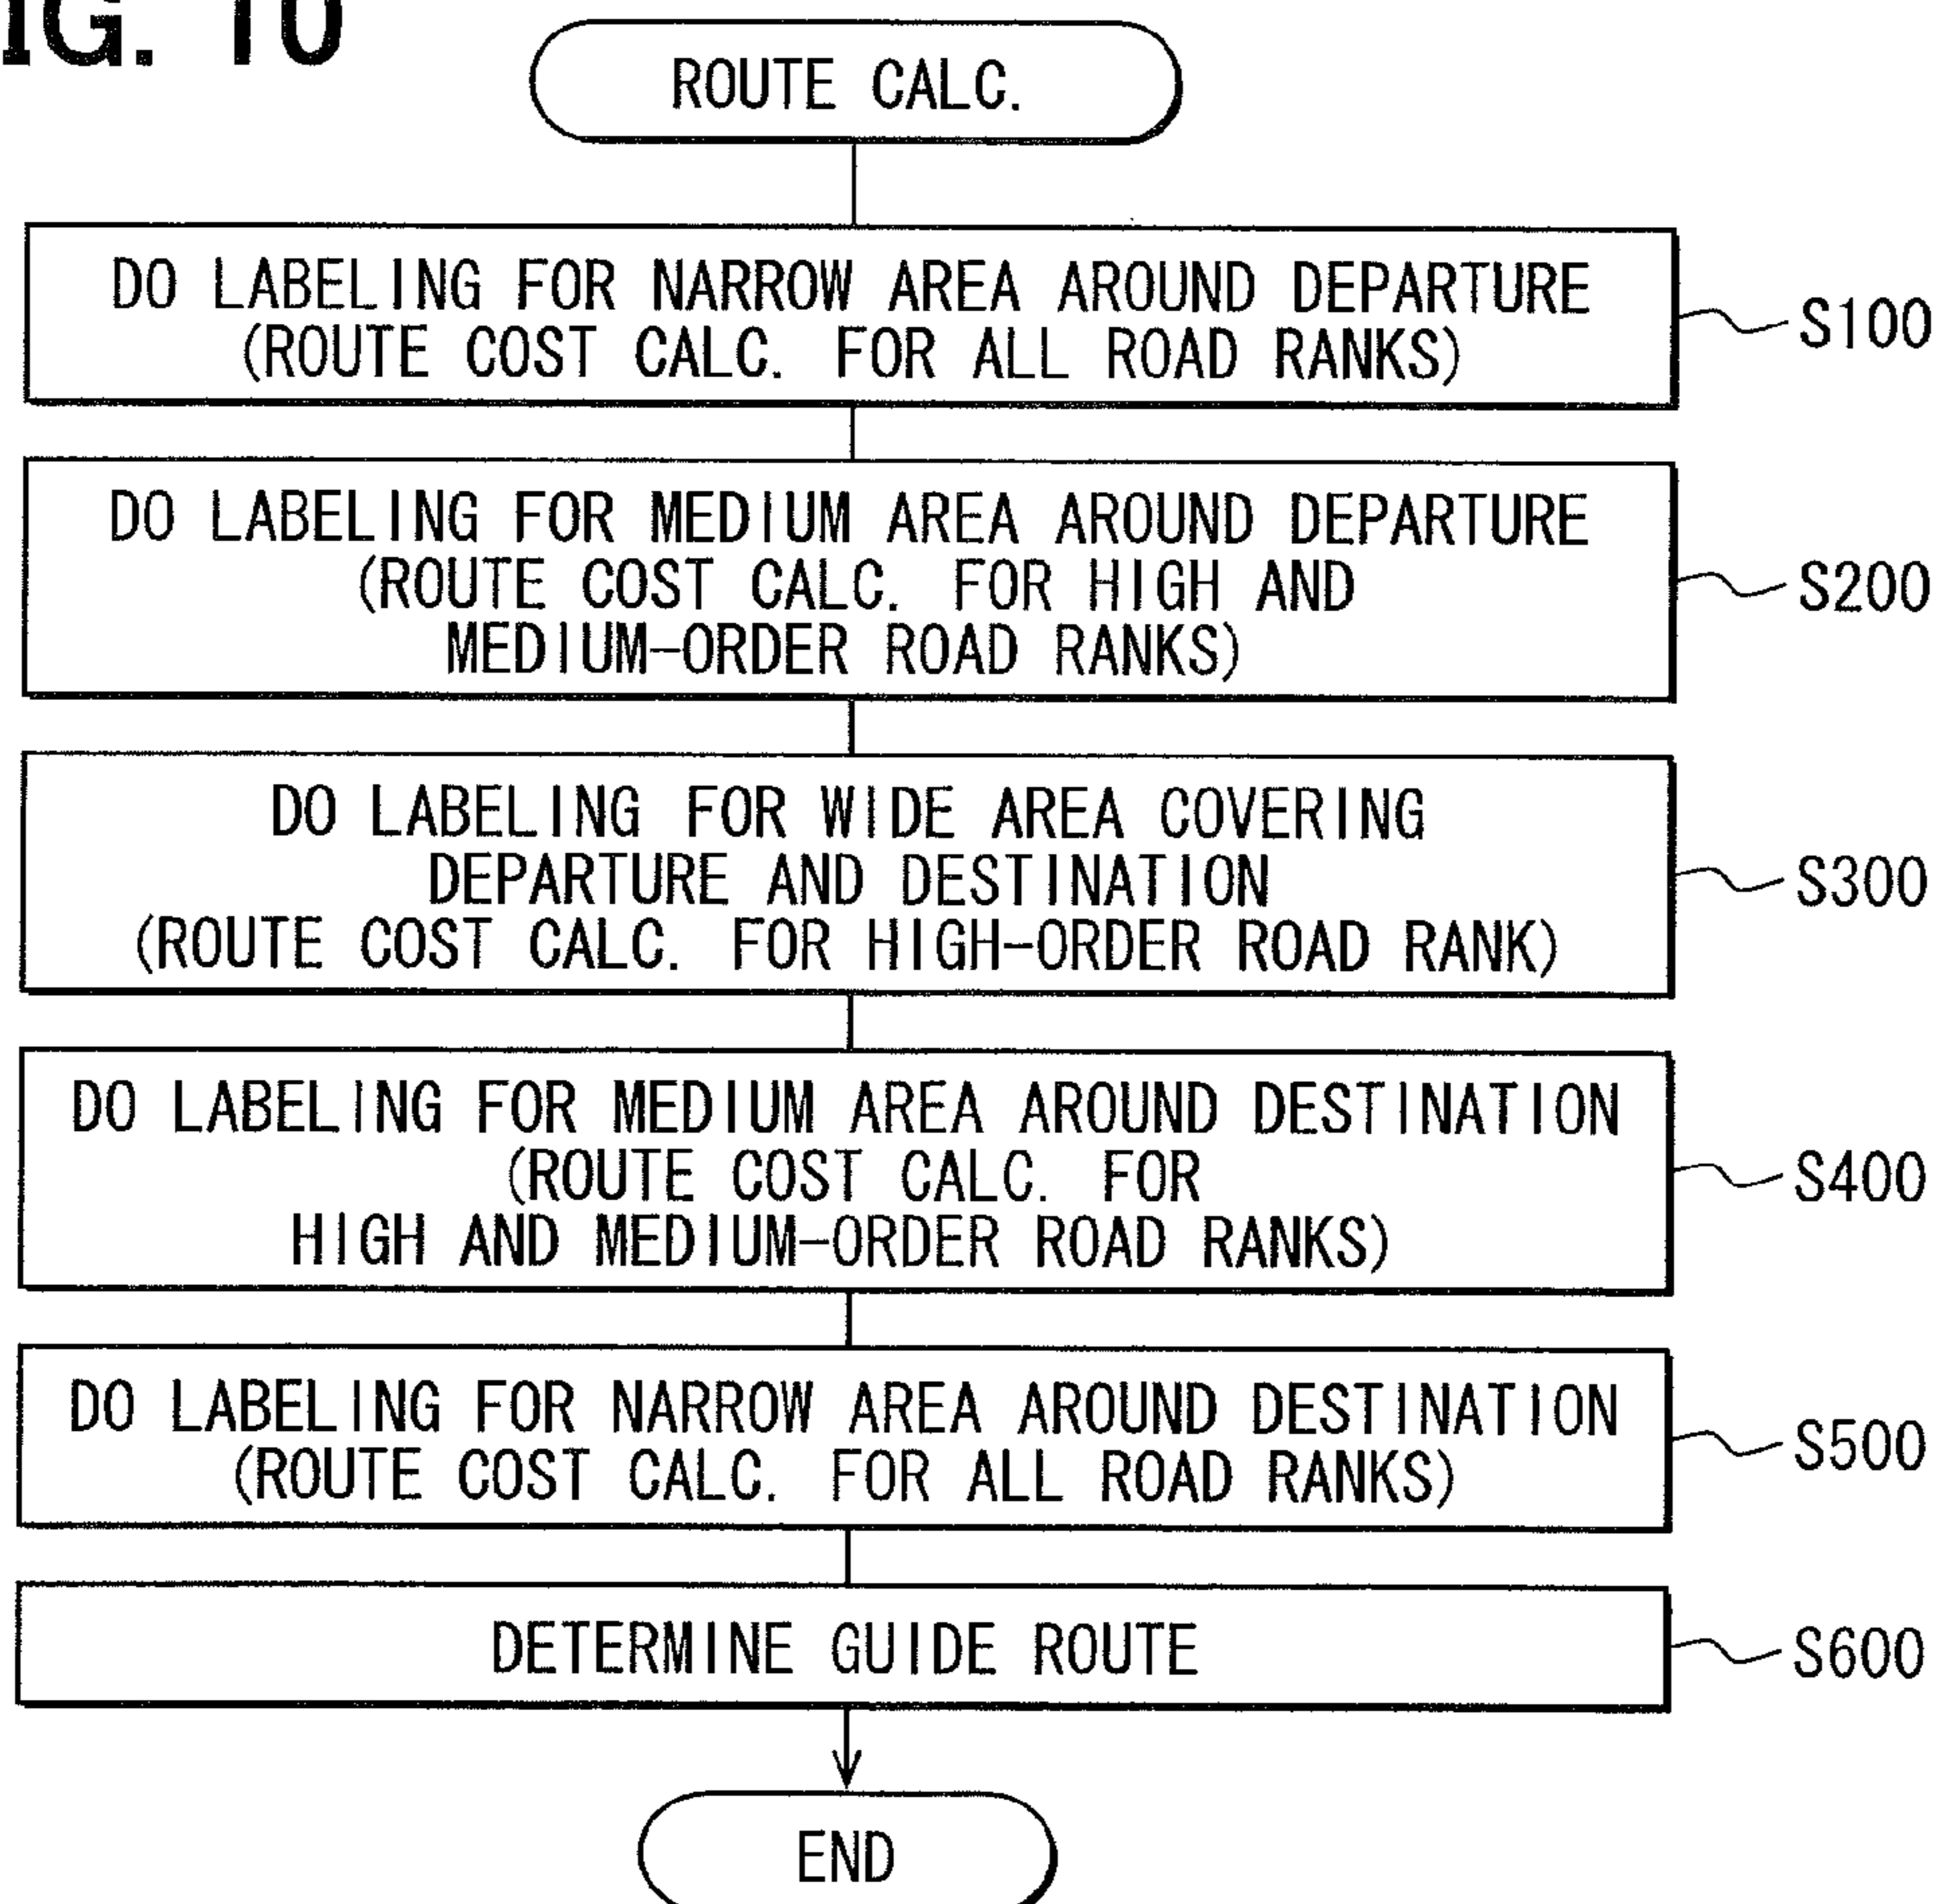 FIG. 10
ROUTE CALC.
DO LABELING FOR NARROW AREA AROUND DEPARTURE
(ROUTE COST CALC. FOR ALL ROAD RANKS)
S100
DO LABELING FOR MEDIUM AREA AROUND DEPARTURE
(ROUTE COST CALC. FOR HIGH AND
MEDIUM-ORDER ROAD RANKS)
S200
DO LABELING FOR WIDE AREA COVERING
DEPARTURE AND DESTINATION
(ROUTE COST CALC. FOR HIGH-ORDER ROAD RANK)
S300
DO LABELING FOR MEDIUM AREA AROUND DESTINATION
(ROUTE COST CALC. FOR
HIGH AND MEDIUM-ORDER ROAD RANKS)
S400
DO LABELING FOR NARROW AREA AROUND DESTINATION
(ROUTE COST CALC. FOR ALL ROAD RANKS)
S500
DETERMINE GUIDE ROUTE
S600
END